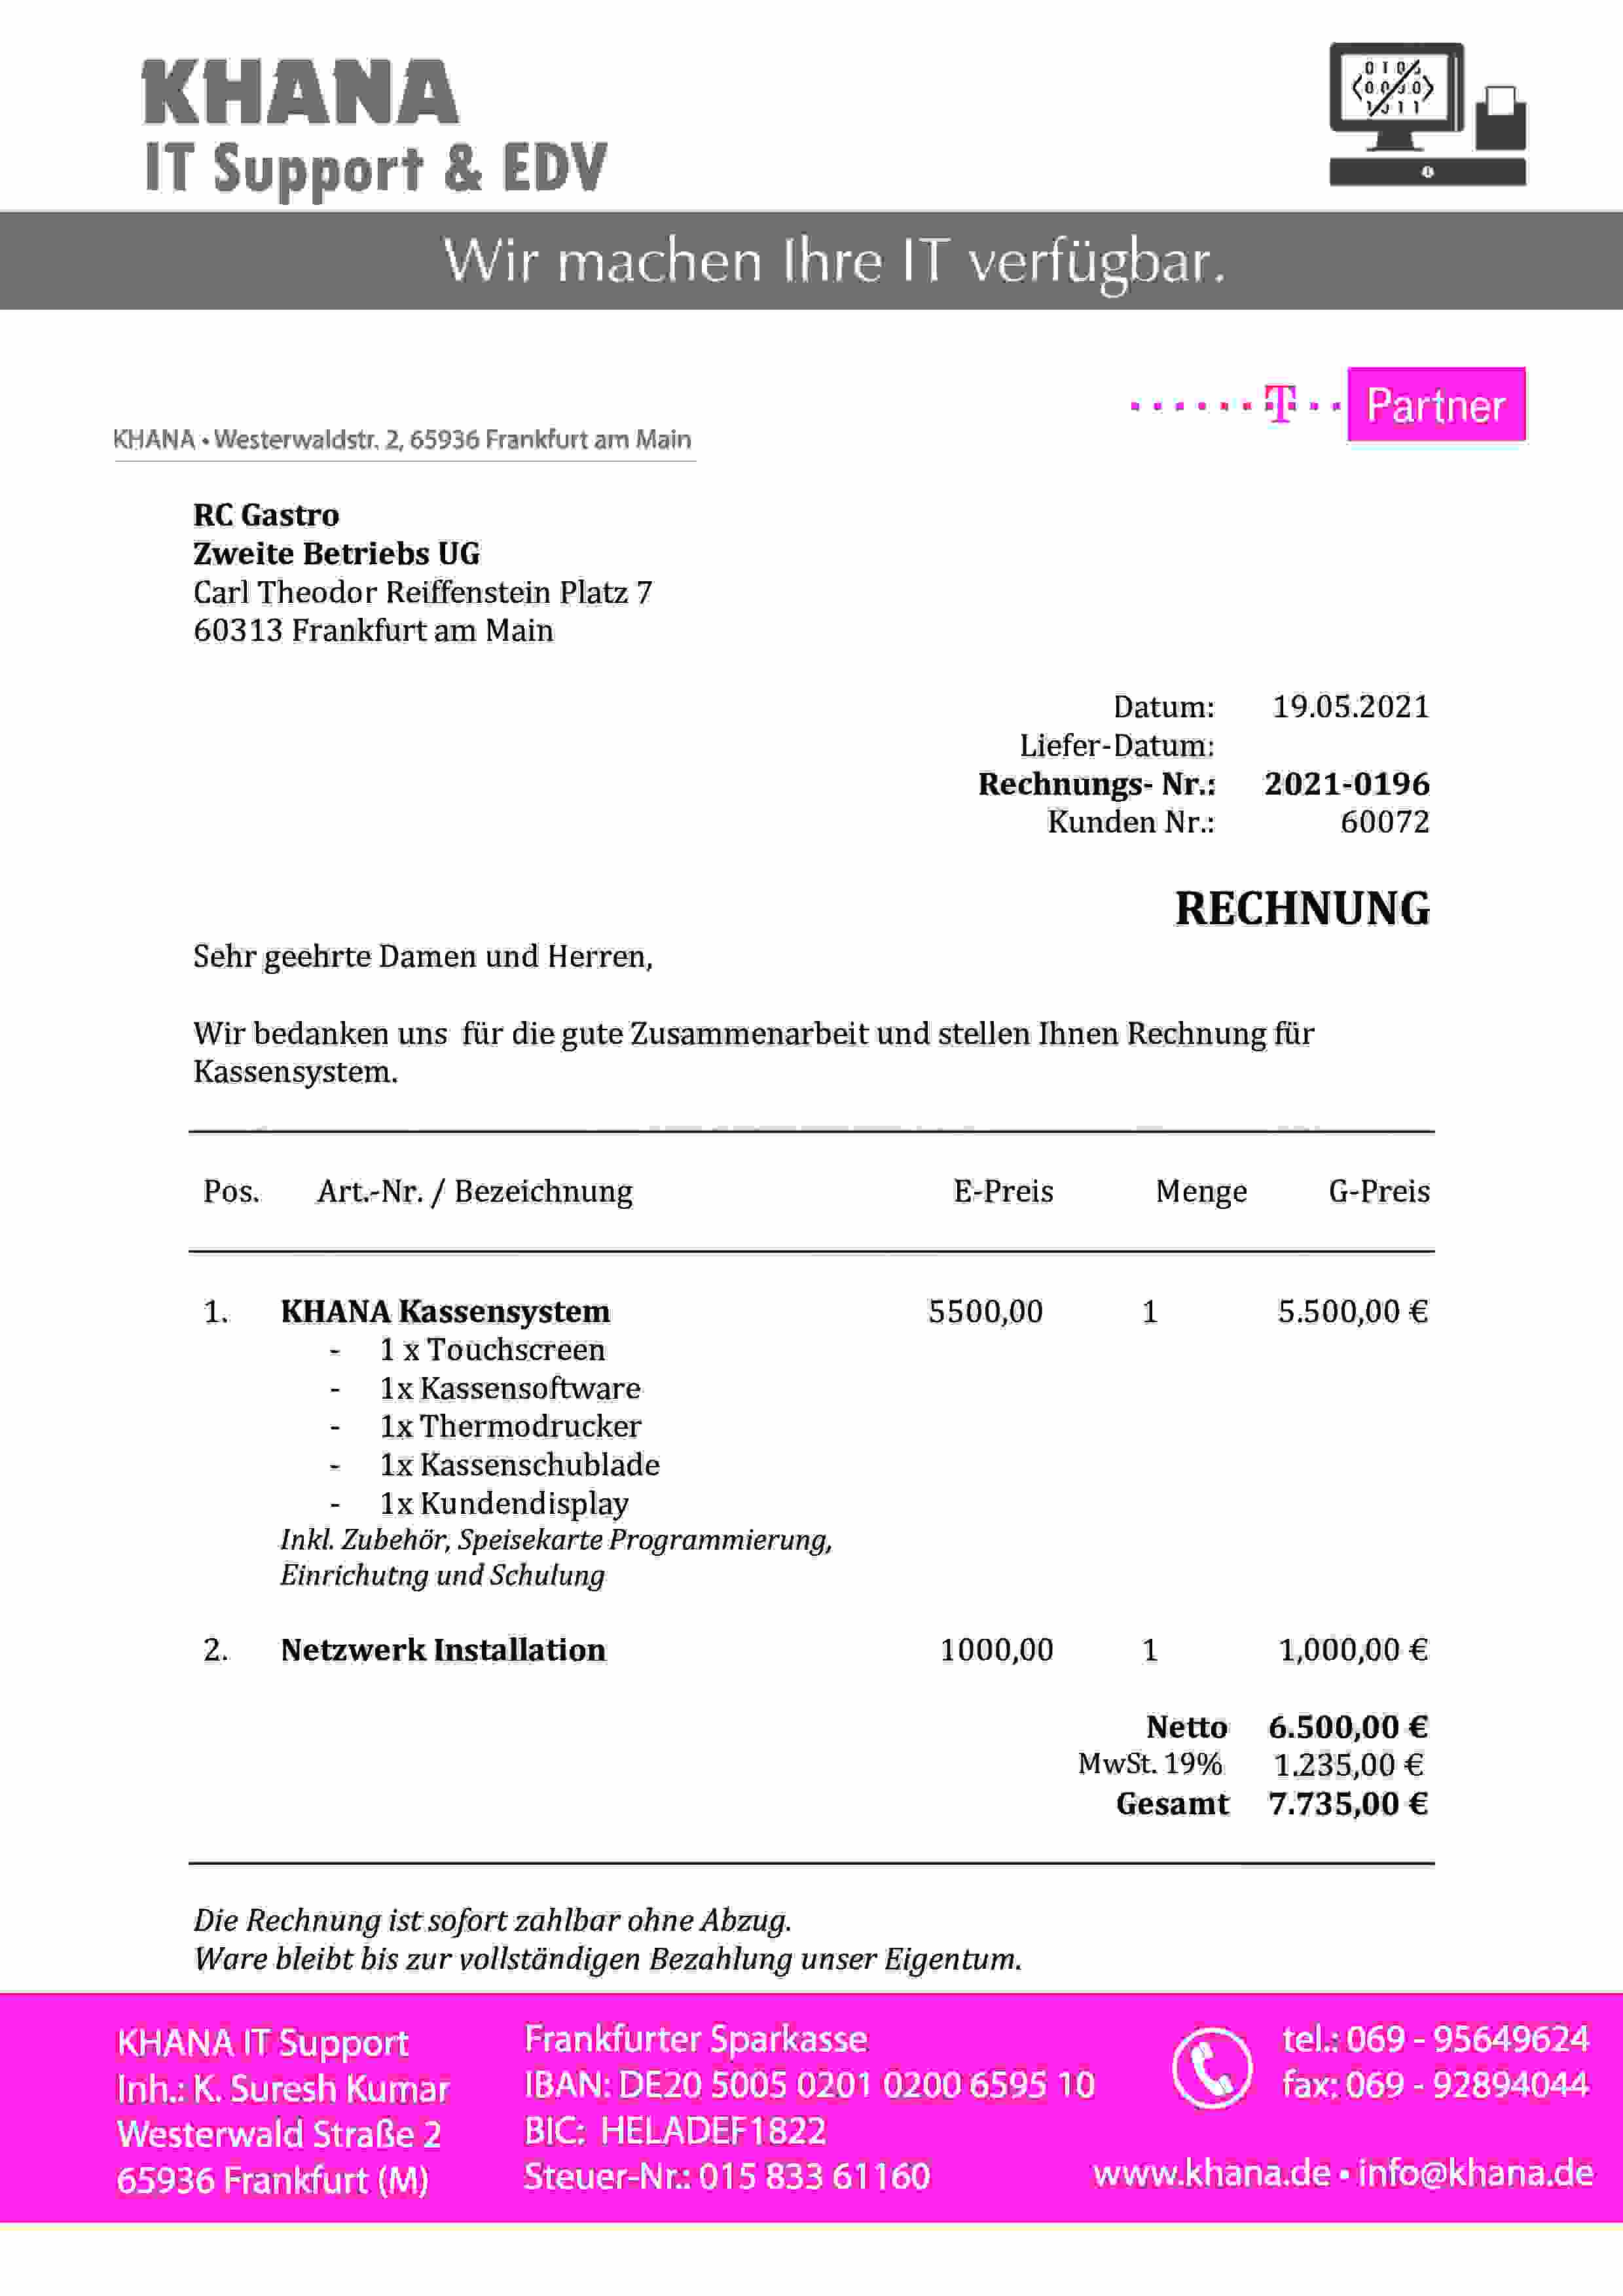 KHANA
IT Support & EDV
Wir machen Ihre IT verfügbar.
T Partner
KHANA • Westerwaldstr. 2, 65936 Frankfurt am Main
RC Gastro
Zweite Betriebs UG
Carl Theodor Reiffenstein Platz 7
60313 Frankfurt am Main
Datum: 19.05.2021
Liefer-Datum:
Rechnungs- Nr.: 2021-0196
Kunden Nr.: 60072
RECHNUNG
Sehr geehrte Damen und Herren,
Wir bedanken uns für die gute Zusammenarbeit und stellen Ihnen Rechnung für
Kassensystem.
Pos. Art.-Nr. / Bezeichnung E-Preis Menge G-Preis
1. KHANA Kassensystem 5500,00 1 5.500,00 €
- 1 x Touchscreen
- 1x Kassensoftware
- 1x Thermodrucker
- 1x Kassenschublade
- 1x Kundendisplay
Inkl. Zubehör, Speisekarte Programmierung,
Einrichutng und Schulung
2. Netzwerk Installation 1000,00 1 1,000,00 €
Netto 6.500,00 €
MwSt. 19% 1.235,00 €
Gesamt 7.735,00 €
Die Rechnung ist sofort zahlbar ohne Abzug.
Ware bleibt bis zur vollständigen Bezahlung unser Eigentum.
KHANA IT Support
Inh.: K. Suresh Kumar
Westerwald Straße 2
65936 Frankfurt (M)
Frankfurter Sparkasse
IBAN: DE20 5005 0201 0200 6595 10
BIC: HELADEF1822
Steuer-Nr.: 015 833 61160
tel.: 069 - 95649624
fax: 069 - 92894044
www.khana.de • info@khana.de